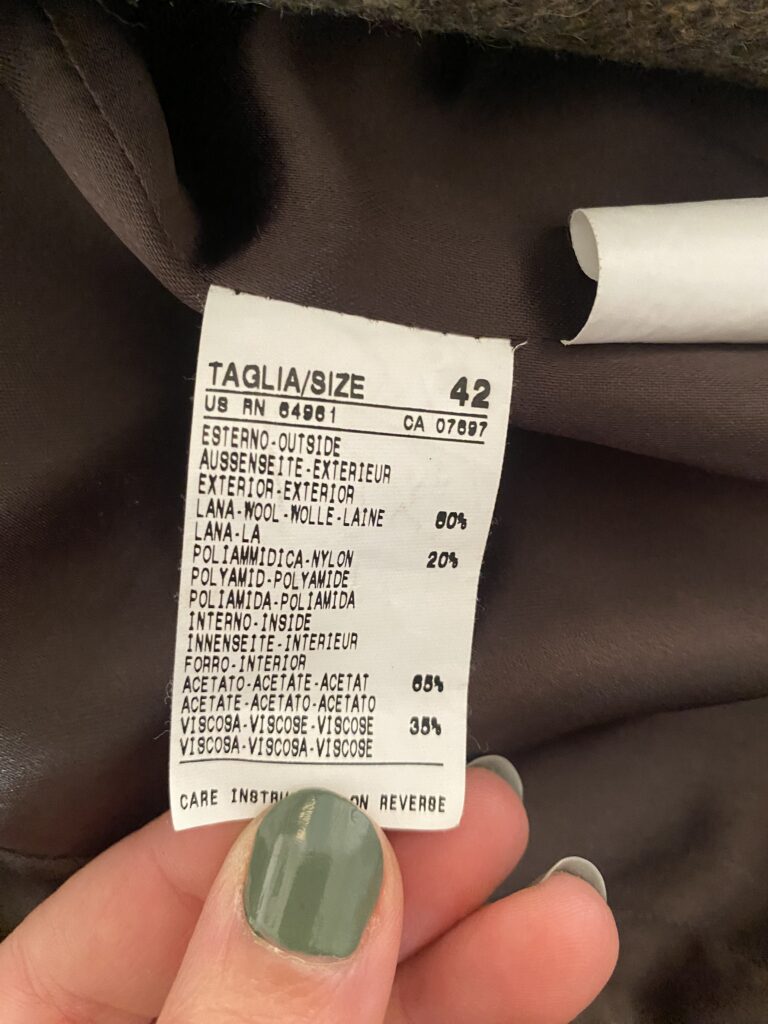 TAGLIA/SIZE 42
US RN 64961 CA 07697
ESTERNO-OUTSIDE
AUSSENSEITE-EXTERIEUR
EXTERIOR-EXTERIOR
LANA-WOOL-WOLLE-LAINE 80%
LANA-LA
POLIAMMIDICA-NYLON 20%
POLYAMID-POLYAMIDE
POLIAMIDA-POLIAMIDA
INTERNO-INSIDE
INNENSEITE-INTERIEUR
FORRO-INTERIOR
ACETATO-ACETATE-ACETAT 65%
ACETATE-ACETATO-ACETATO
VISCOSA-VISCOSE-VISCOSE 35%
VISCOSA-VISCOSA-VISCOSE
CARE ON REVERSE